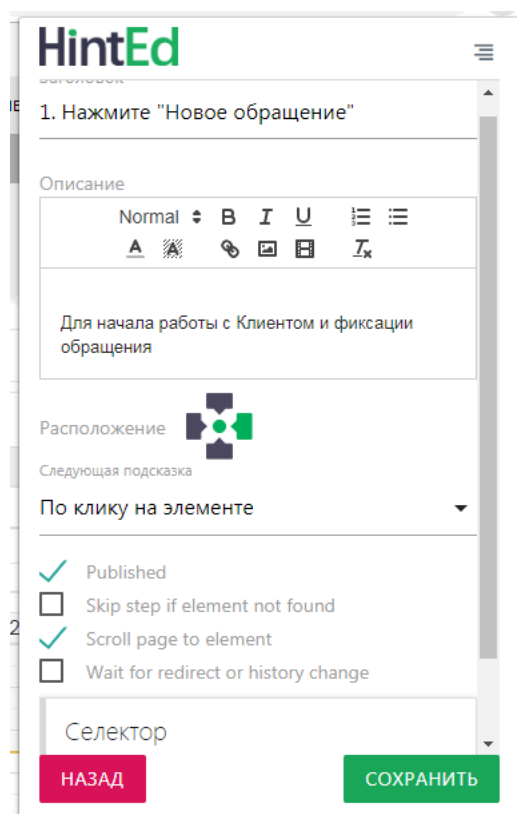 HintEd
Заголовок
1. Нажмите "Новое обращение"
Описание
Normal B I U
A A Tx
Для начала работы с Клиентом и фиксации
обращения
Расположение
Следующая подсказка
По клику на элементе
Published
Skip step if element not found
Scroll page to element
2
Wait for redirect or history change
Селектор
НАЗАД СОХРАНИТЬ